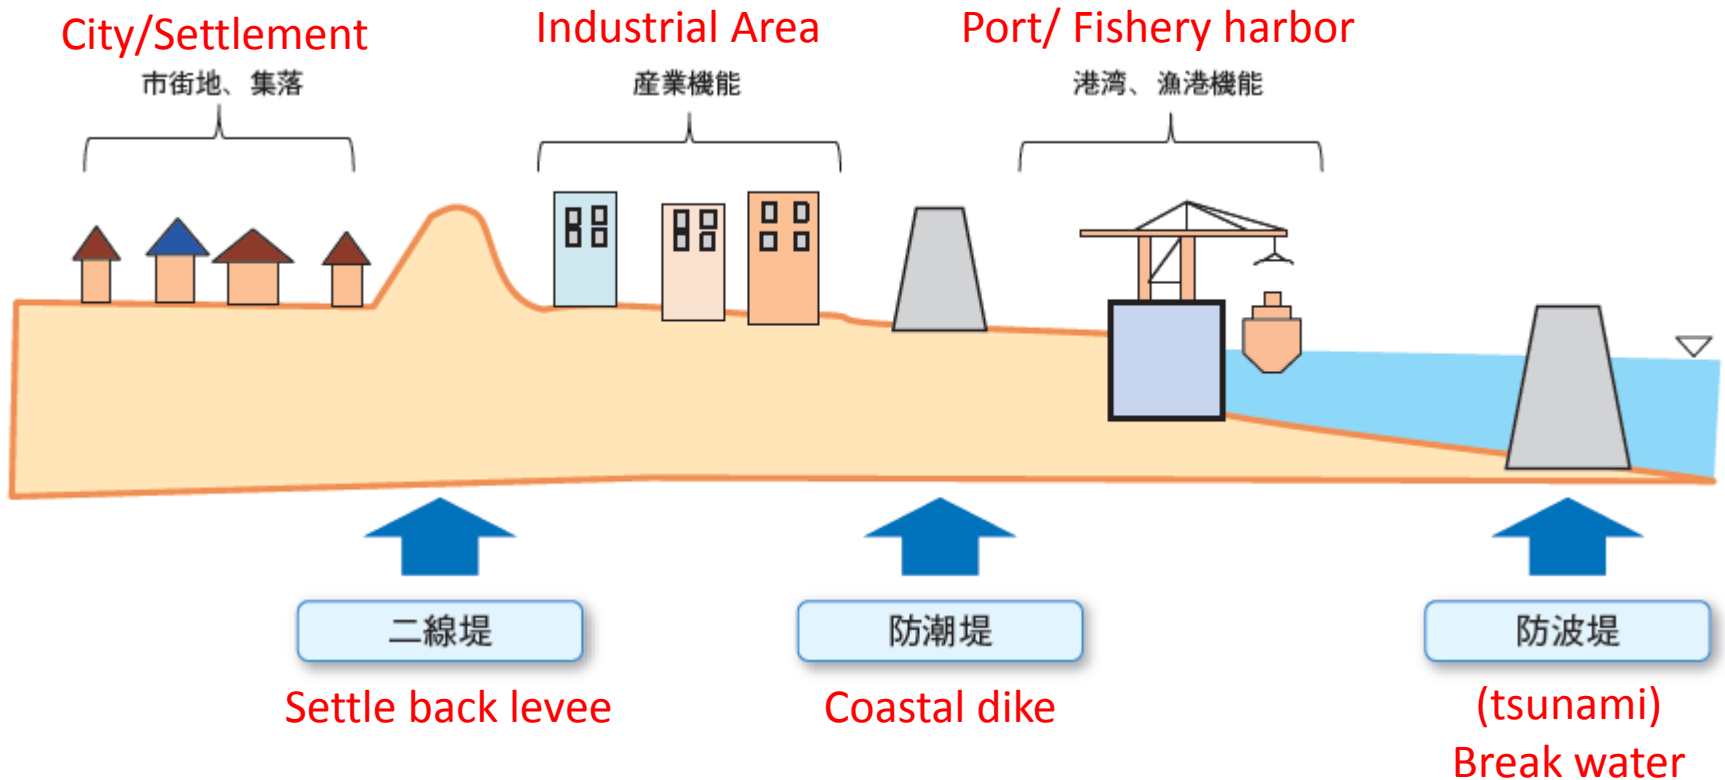 City/Settlement
Industrial Area
Port/ Fishery harbor
市街地、集落
産業機能
港湾、漁港機能
二線堤
防潮堤
防波堤
Settle back levee
Coastal dike
(tsunami)
Break water